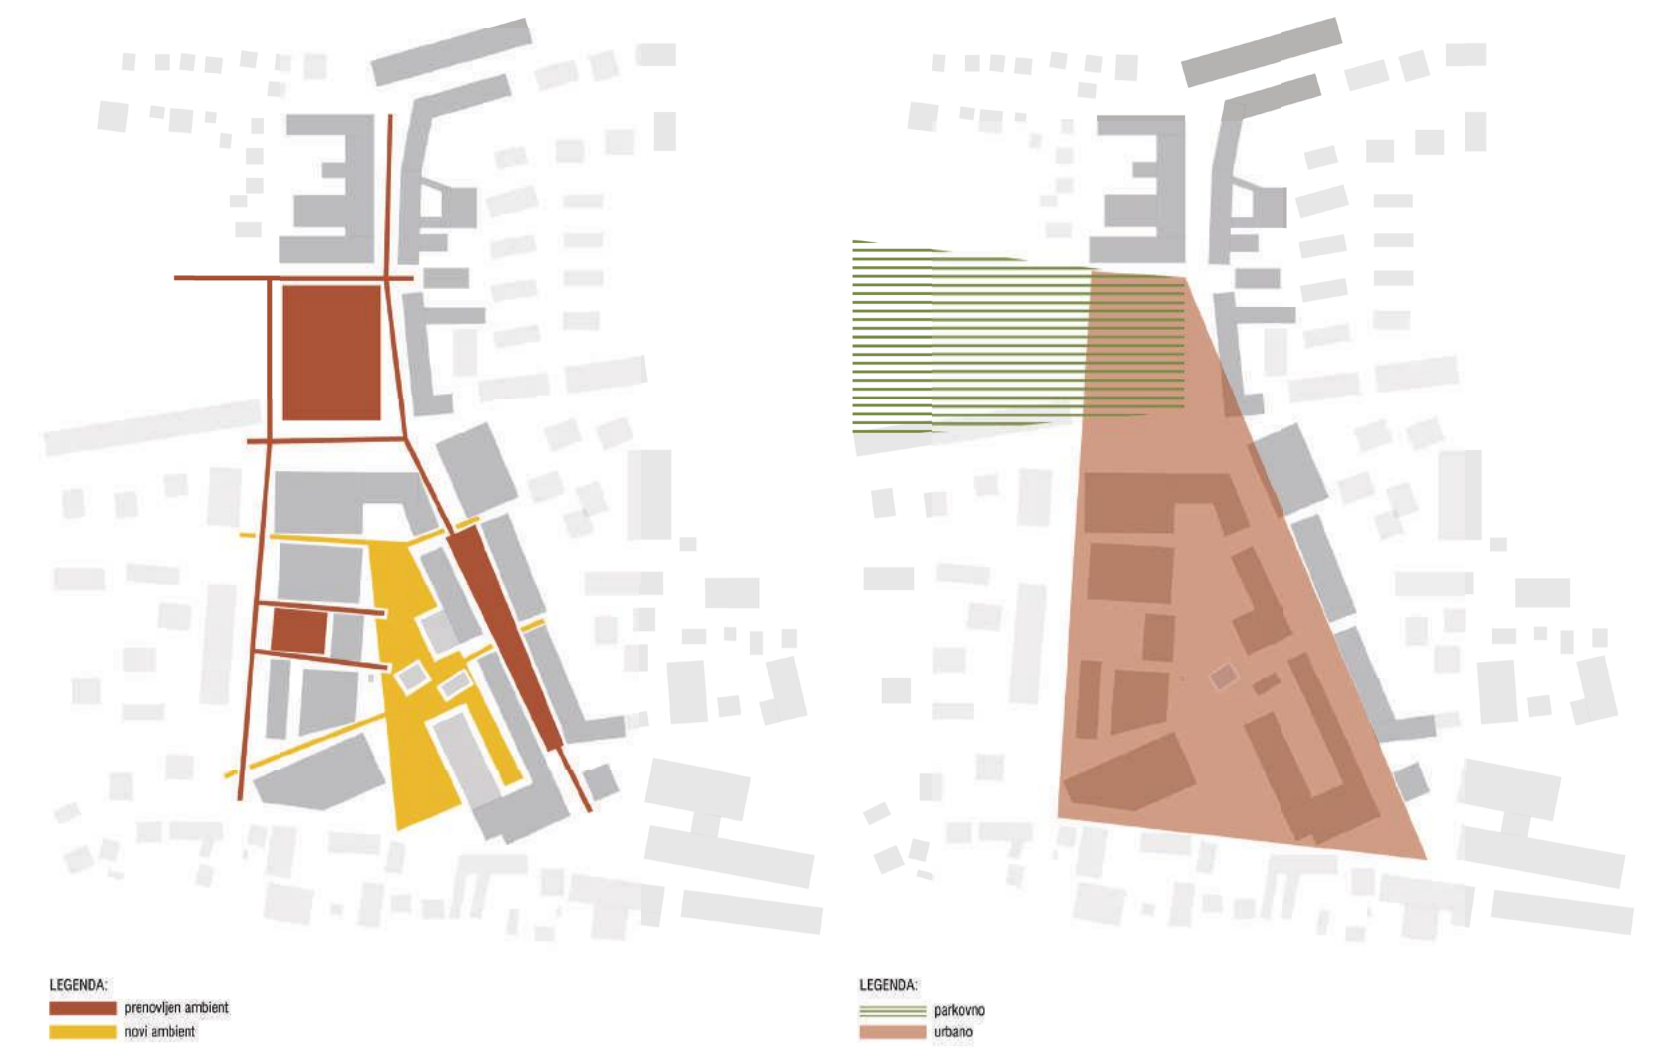 LEGENDA:
prenovljen ambient
novi ambient
LEGENDA:
parkovno
urbano